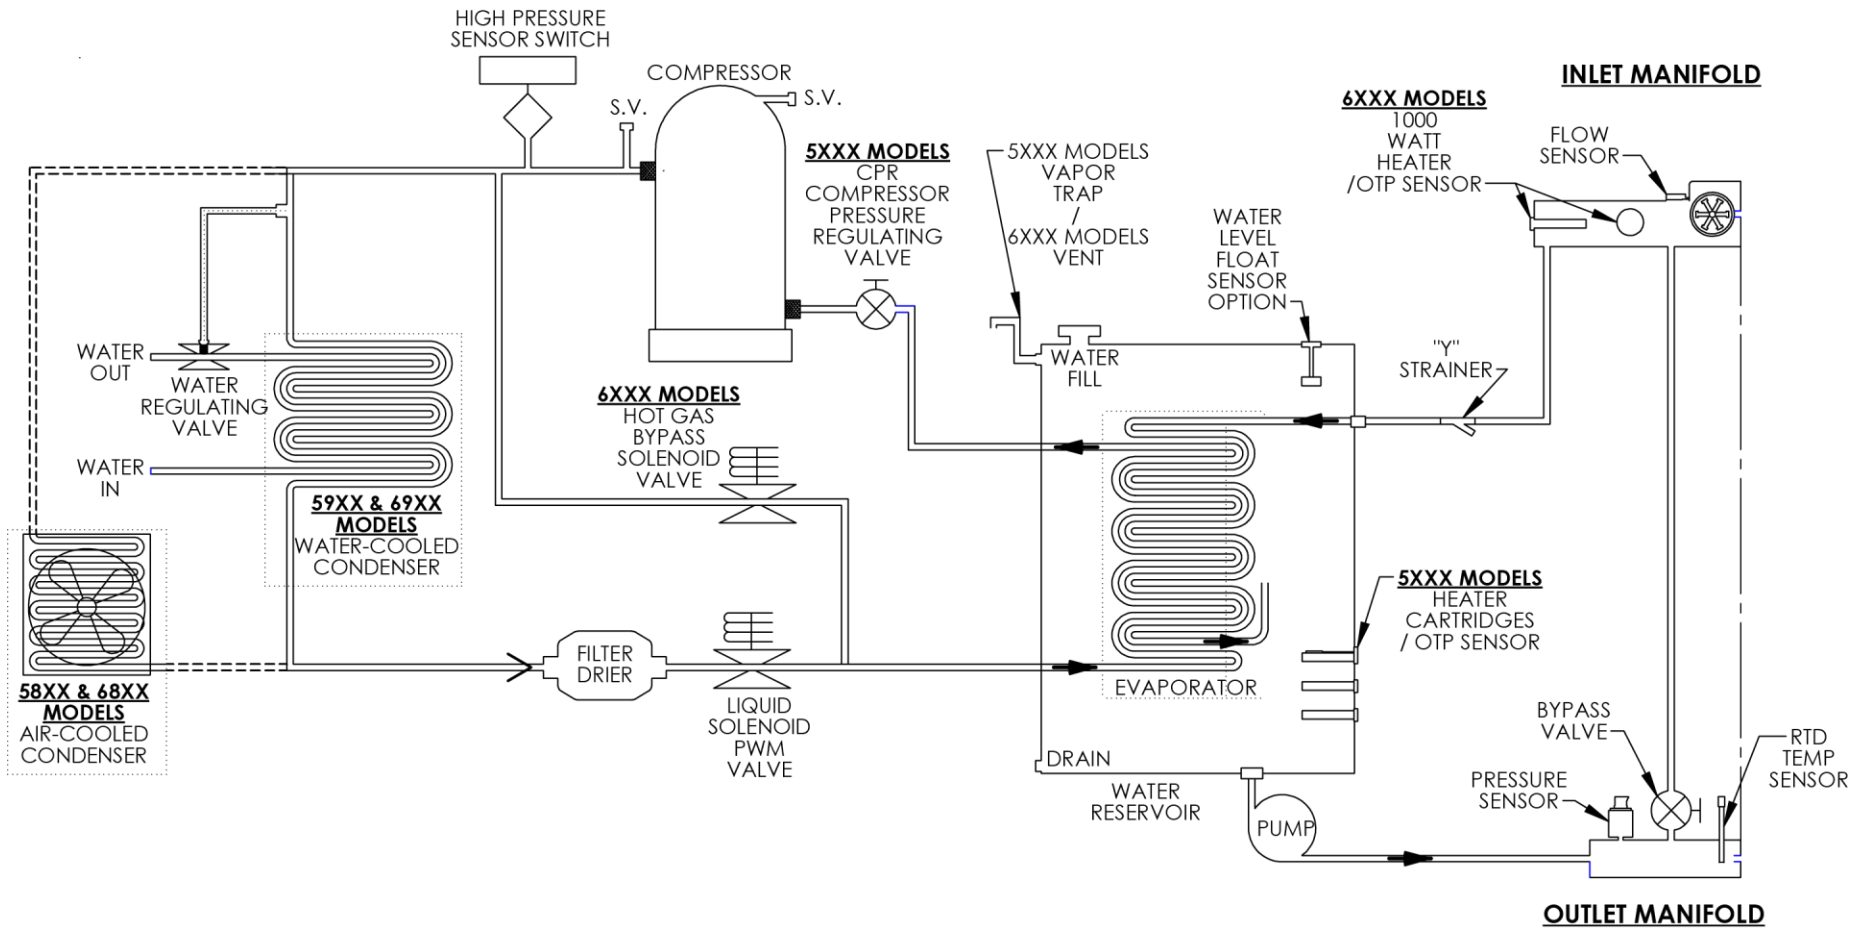 HIGH PRESSURE
SENSOR SWITCH
COMPRESSOR
S.V.
S.V.
INLET MANIFOLD
6XXX MODELS
1000
WATT
HEATER
/OTP SENSOR
FLOW
SENSOR
5XXX MODELS
CPR
COMPRESSOR
PRESSURE
REGULATING
VALVE
5XXX MODELS
VAPOR
TRAP
/
6XXX MODELS
VENT
WATER
LEVEL
FLOAT
SENSOR
OPTION
WATER
OUT
WATER
REGULATING
VALVE
WATER
FILL
"Y"
STRAINER
6XXX MODELS
HOT GAS
BYPASS
SOLENOID
VALVE
WATER
IN
59XX & 69XX
MODELS
WATER-COOLED
CONDENSER
5XXX MODELS
HEATER
CARTRIDGES
/ OTP SENSOR
FILTER
DRIER
58XX & 68XX
MODELS
AIR-COOLED
CONDENSER
LIQUID
SOLENOID
PWM
VALVE
EVAPORATOR
DRAIN
WATER
RESERVOIR
PUMP
BYPASS
VALVE
PRESSURE
SENSOR
RTD
TEMP
SENSOR
OUTLET MANIFOLD